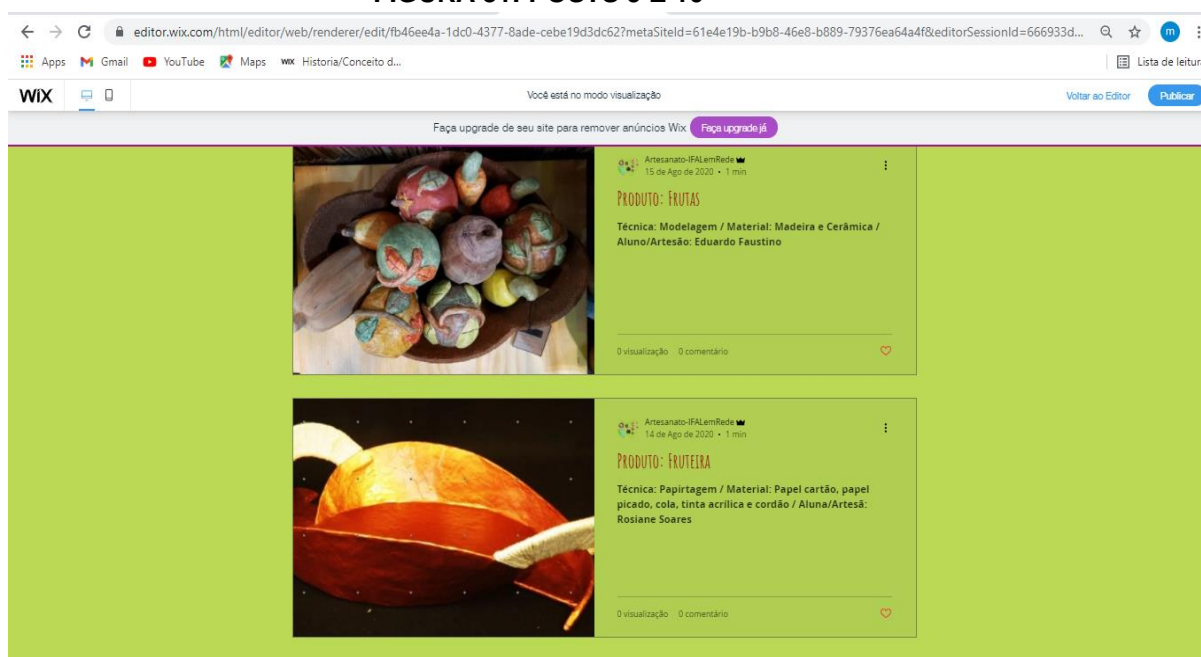 editor.wix.com/html/editor/web/renderer/edit/fb46ee4a-1dc0-4377-8ade-cebe19d3dc62?metaSiteId=61e4e19b-b9b8-46e8-b889-79376ea64a4f&editorSessionId=666933d...
m
Apps Gmail YouTube Maps WIX Historia/Conceito d... Lista de leitura
WiX Você está no modo visualização Voltar ao Editor Publicar
Faça upgrade de seu site para remover anúncios Wix Faça upgrade já
Artesanato-IFALemRede
15 de Ago de 2020 • 1 min
Produto: Frutas
Técnica: Modelagem / Material: Madeira e Cerâmica /
Aluno/Artesão: Eduardo Faustino
0 visualização 0 comentário
Artesanato-IFALemRede
14 de Ago de 2020 • 1 min
Produto: Fruteira
Técnica: Papirtagem / Material: Papel cartão, papel
picado, cola, tinta acrílica e cordão / Aluna/Artesã:
Rosiane Soares
0 visualização 0 comentário